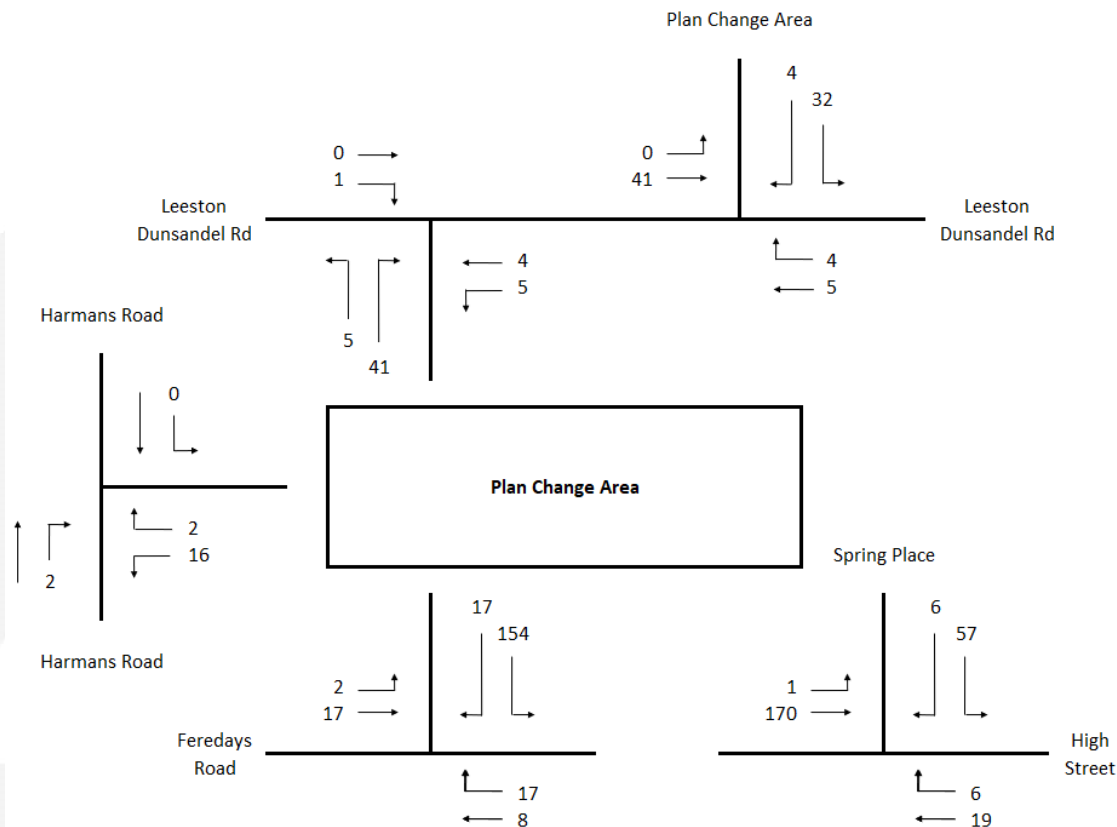 Plan Change Area
4
32
0
0
1
41
Leeston
Dunsandel Rd
Leeston
Dunsandel Rd
4
5
4
5
5
41
Harmans Road
0
Plan Change Area
2
16
2
Harmans Road
Spring Place
17
154
6
57
2
17
1
170
Feredays
Road
High
Street
17
8
6
19